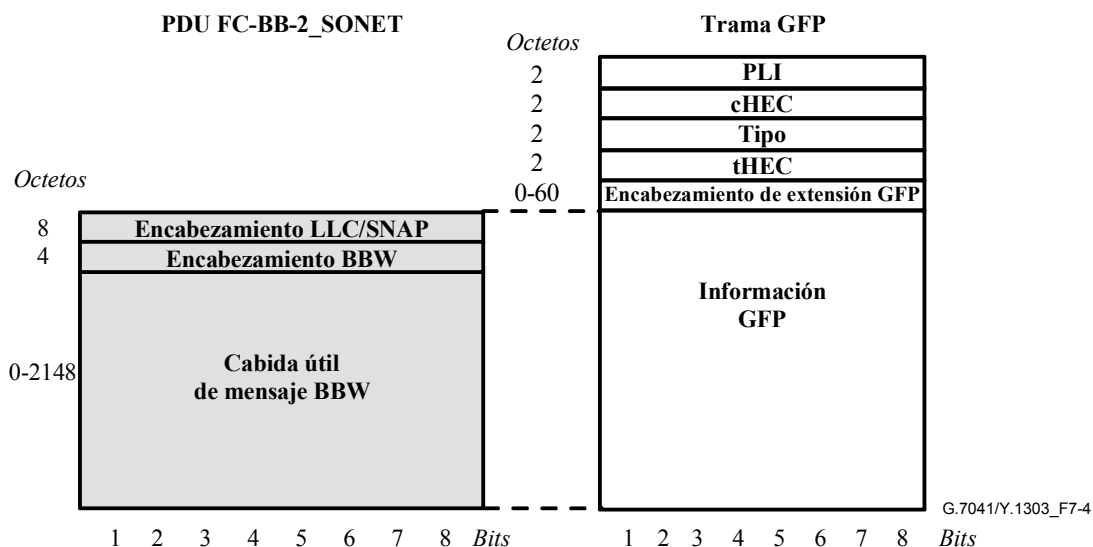 PDU FC-BB-2_SONET
Octetos
8
Encabezamiento LLC/SNAP
4
Encabezamiento BBW
0-2148
Cabida útil
de mensaje BBW
1 2 3 4 5 6 7 8 Bits
Trama GFP
Octetos
2
PLI
2
cHEC
2
Tipo
2
tHEC
0-60
Encabezamiento de extensión GFP
Información
GFP
1 2 3 4 5 6 7 8 Bits
G.7041/Y.1303_F7-4